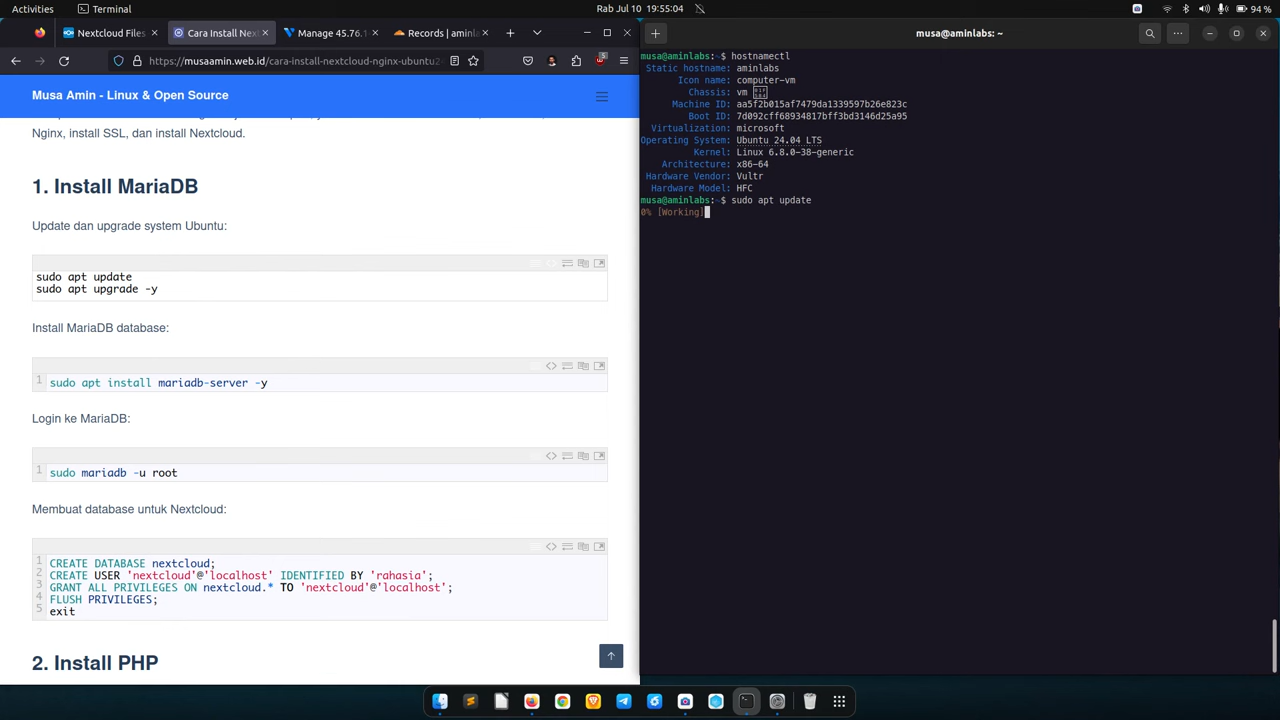 Activities
Terminal
Rab Jul 10 19:55:04
94 %
Nextcloud Files
Cara Install Next
Manage 45.76.1
Records | aminla
https://musaamin.web.id/cara-install-nextcloud-nginx-ubuntu2
5
Musa Amin - Linux & Open Source
Nginx, install SSL, dan install Nextcloud.
1. Install MariaDB
Update dan upgrade system Ubuntu:
sudo apt update
sudo apt upgrade -y
Install MariaDB database:
1 sudo apt install mariadb-server -y
Login ke MariaDB:
1 sudo mariadb -u root
Membuat database untuk Nextcloud:
1 CREATE DATABASE nextcloud;
2 CREATE USER 'nextcloud'@'localhost' IDENTIFIED BY 'rahasia';
3 GRANT ALL PRIVILEGES ON nextcloud.* TO 'nextcloud'@'localhost';
4 FLUSH PRIVILEGES;
5 exit
2. Install PHP
musa@aminlabs: ~
musa@aminlabs:~$ hostnamectl
Static hostname: aminlabs
Icon name: computer-vm
Chassis: vm
Machine ID: aa5f2b015af7479da1339597b26e823c
Boot ID: 7d092cff68934817bff3bd3146d25a95
Virtualization: microsoft
Operating System: Ubuntu 24.04 LTS
Kernel: Linux 6.8.0-38-generic
Architecture: x86-64
Hardware Vendor: Vultr
Hardware Model: HFC
musa@aminlabs:~$ sudo apt update
0% [Working]